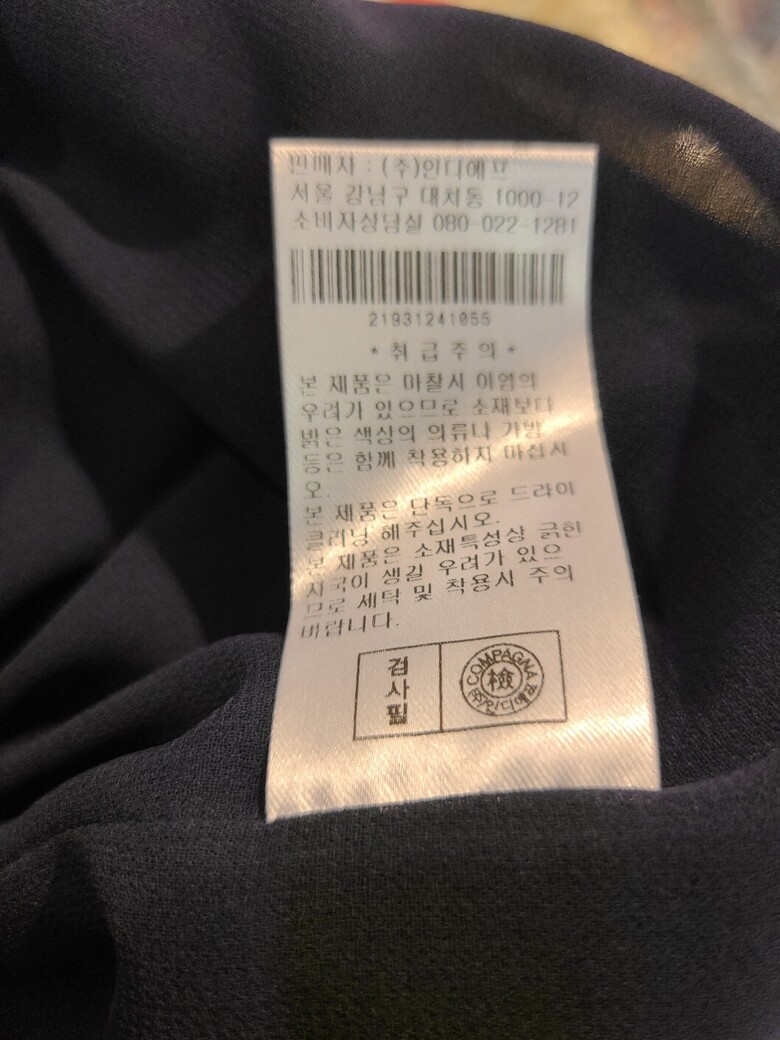 판매자 : (주)인디에프
서울 강남구 대치동 1000-12
소비자상담실 080-022-1281
21931241055
* 취 급 주 의 *
본 제품은 마찰시 이염의
우려가 있으므로 소재보다
밝은 색상의 의류나 가방
등은 함께 착용하지 마십시
오.
본 제품은 단독으로 드라이
클리닝 해주십시오.
본 제품은 소재특성상 긁힌
자국이 생길 우려가 있으
므로 세탁 및 착용시 주의
바랍니다.
검사필
COMPAGNA
檢
(주)인디에프